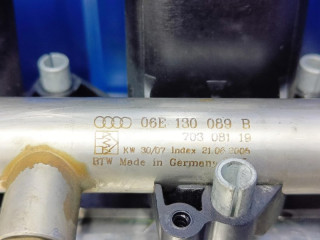 06E 130 089 B
703 081 19
KW 30/07 Index 21.06.2006
BTW Made in Germany